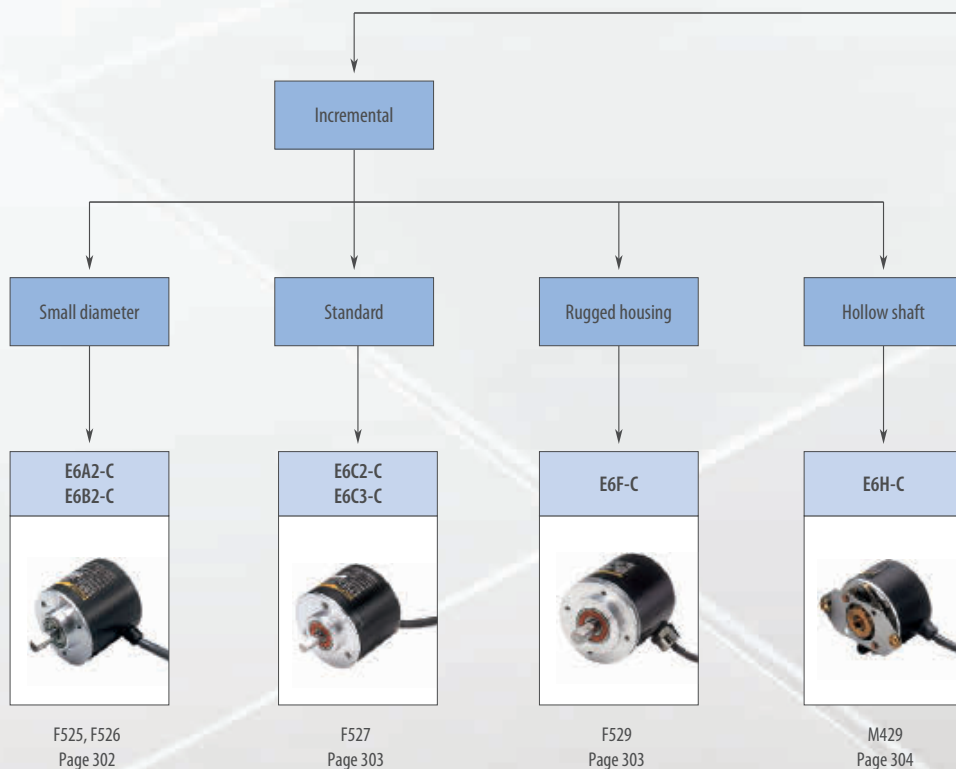 Incremental
Small diameter
Standard
Rugged housing
Hollow shaft
E6A2-C
E6B2-C
E6C2-C
E6C3-C
E6F-C
E6H-C
F525, F526
Page 302
F527
Page 303
F529
Page 303
M429
Page 304